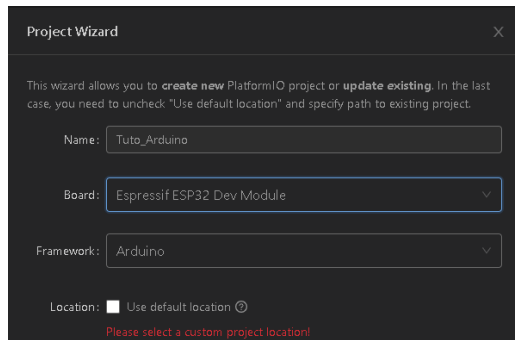 Project Wizard
This wizard allows you to create new PlatformIO project or update existing. In the last
case, you need to uncheck "Use default location" and specify path to existing project.
Name: Tuto_Arduino
Board: Espressif ESP32 Dev Module
Framework: Arduino
Location: Use default location
Please select a custom project location!